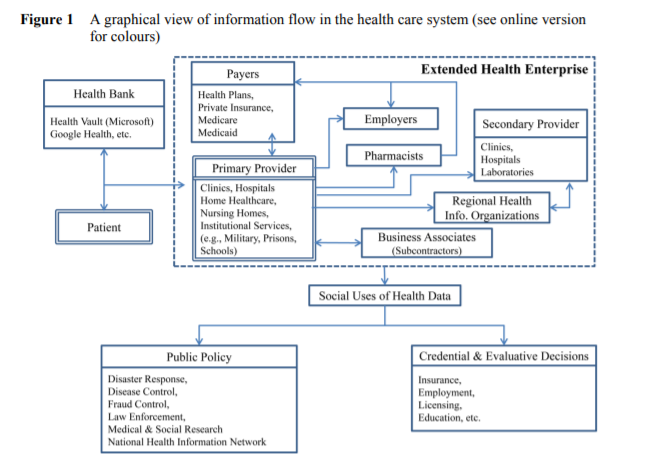 Figure 1 A graphical view of information flow in the health care system (see online version
for colours)
Extended Health Enterprise
Health Bank
Health Vault (Microsoft)
Google Health, etc.
Patient
Payers
Health Plans,
Private Insurance,
Medicare
Medicaid
Primary Provider
Clinics, Hospitals
Home Healthcare,
Nursing Homes,
Institutional Services,
(e.g., Military, Prisons,
Schools)
Employers
Pharmacists
Secondary Provider
Clinics,
Hospitals
Laboratories
Regional Health
Info. Organizations
Business Associates
(Subcontractors)
Social Uses of Health Data
Public Policy
Disaster Response,
Disease Control,
Fraud Control,
Law Enforcement,
Medical & Social Research
National Health Information Network
Credential & Evaluative Decisions
Insurance,
Employment,
Licensing,
Education, etc.